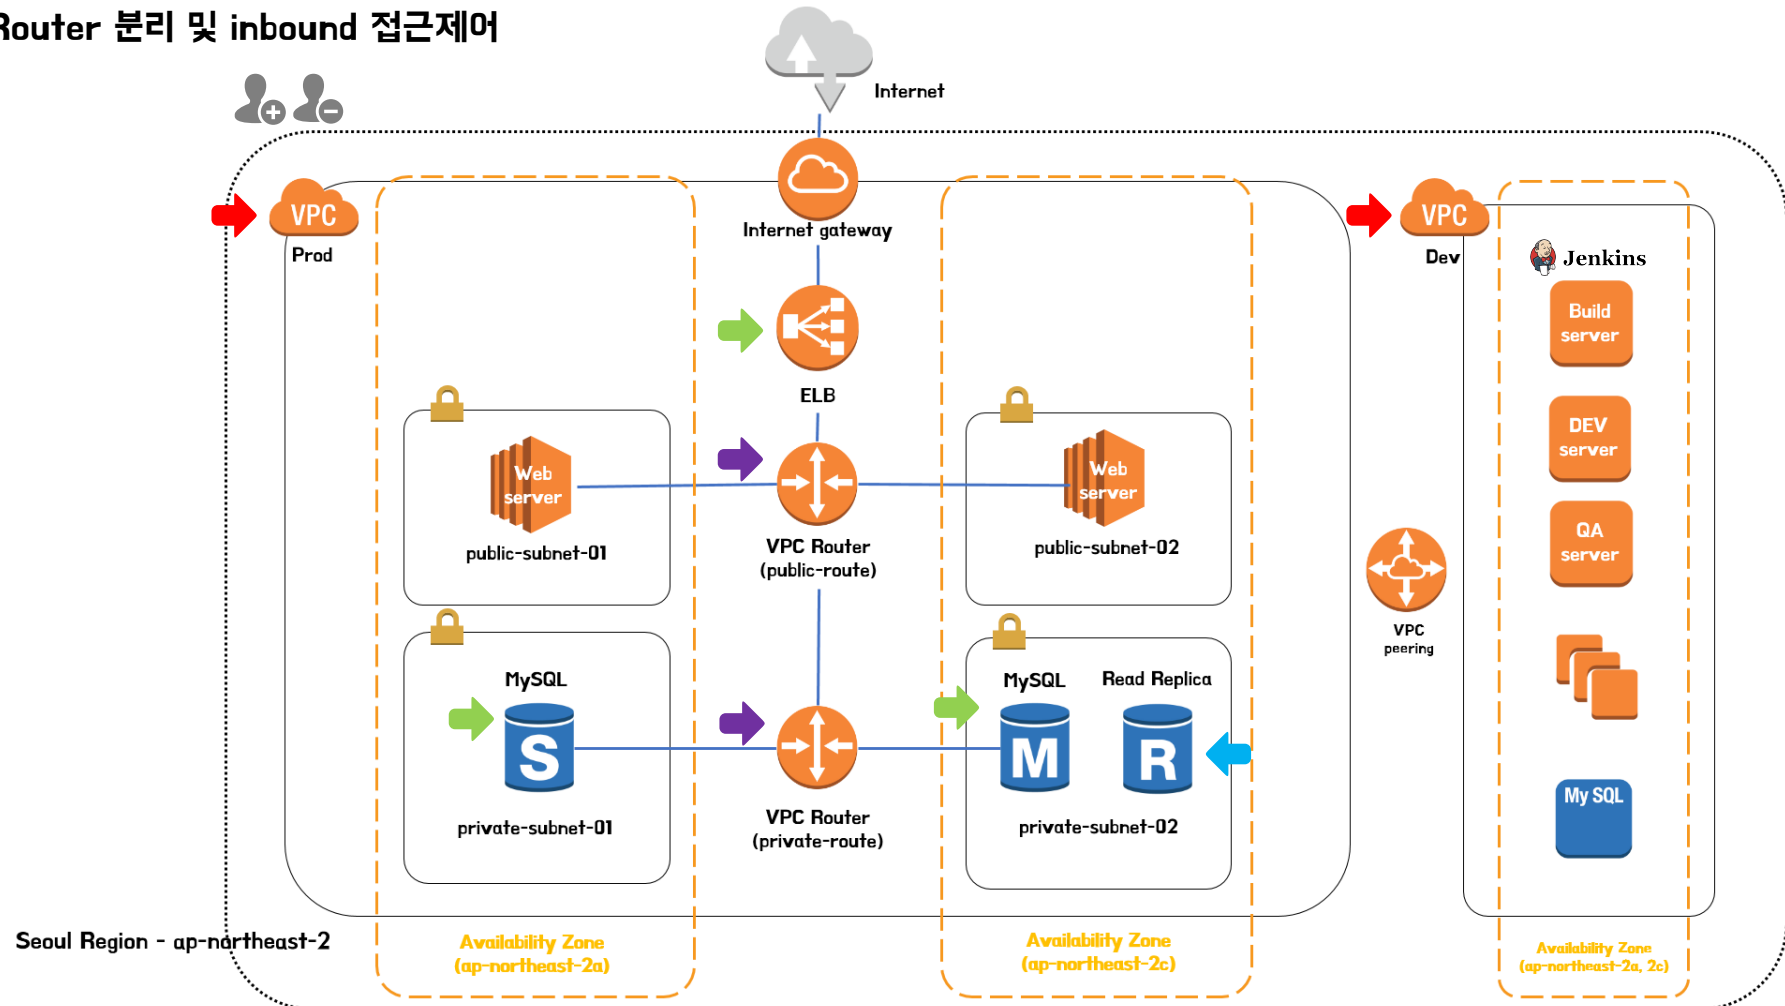 Router 분리 및 inbound 접근제어
Internet
VPC
Prod
Internet gateway
VPC
Dev
Jenkins
Build
server
ELB
DEV
server
Web
server
public-subnet-01
VPC Router
(public-route)
Web
server
public-subnet-02
QA
server
VPC
peering
MySQL
S
private-subnet-01
VPC Router
(private-route)
MySQL
M
Read Replica
R
private-subnet-02
My SQL
Seoul Region - ap-northeast-2
Availability Zone
(ap-northeast-2a)
Availability Zone
(ap-northeast-2c)
Availability Zone
(ap-northeast-2a, 2c)